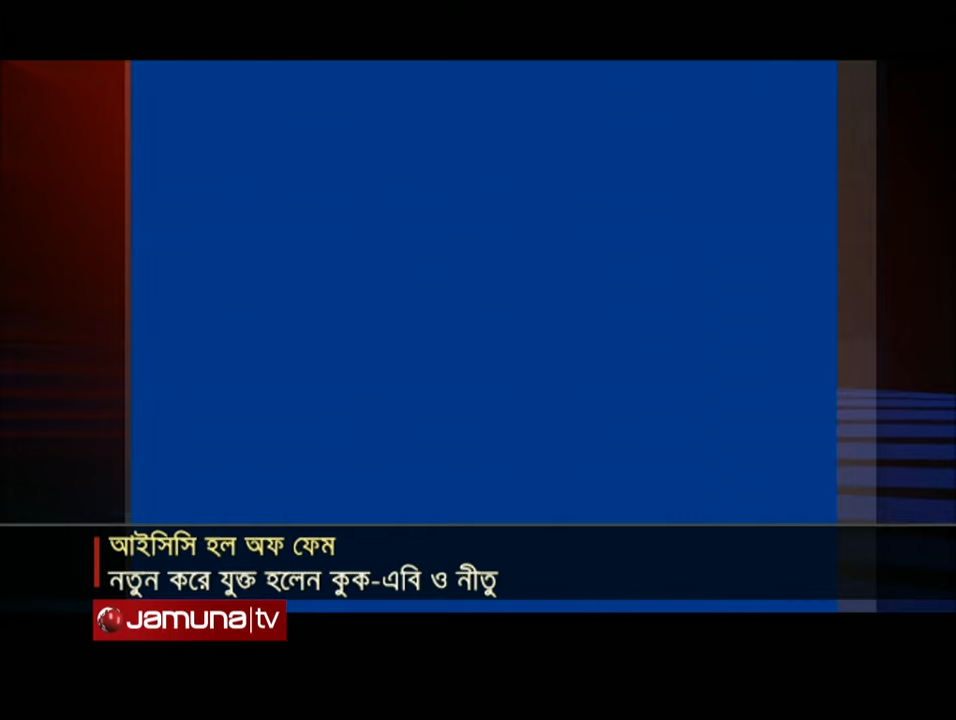 আইসিসি হল অফ ফেম
নতুন করে যুক্ত হলেন কুক-এবি ও নীতু
Jamuna|tv